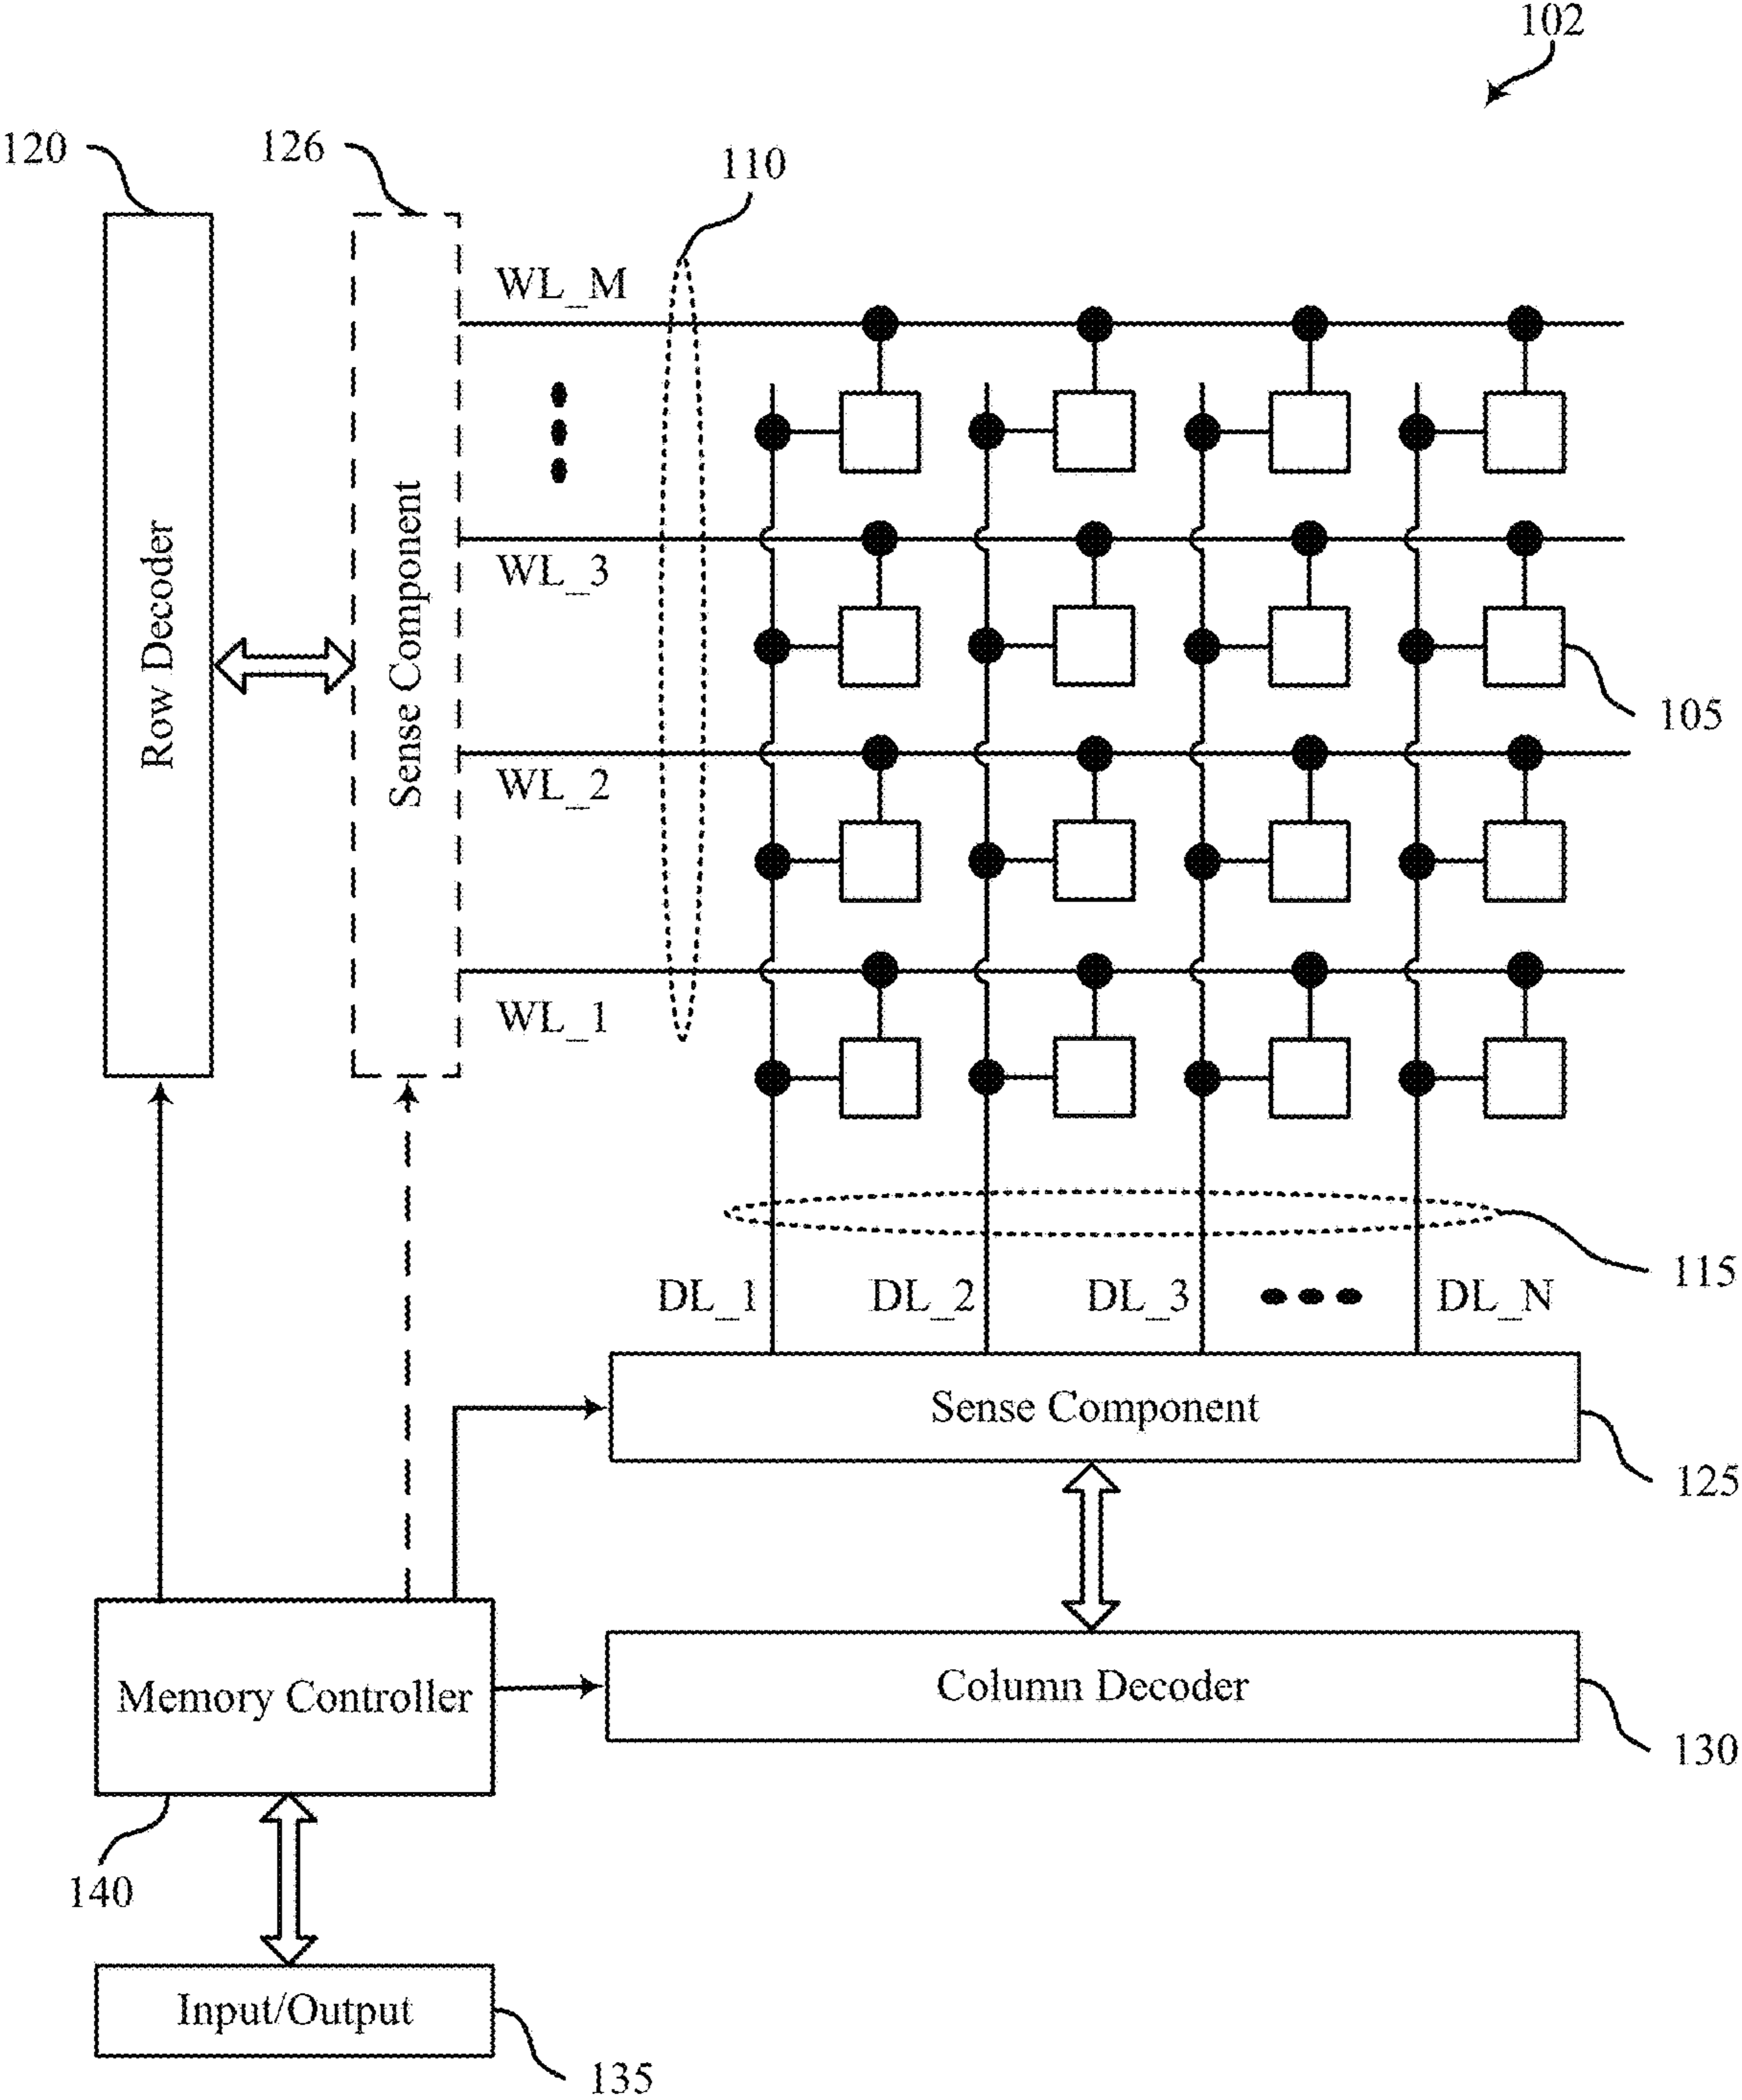 102
120
126
110
WL_M
Row Decoder
Sense Component
WL_3
105
WL_2
WL_1
115
DL_1
DL_2
DL_3
DL_N
Sense Component
125
Memory Controller
Column Decoder
130
140
Input/Output
135